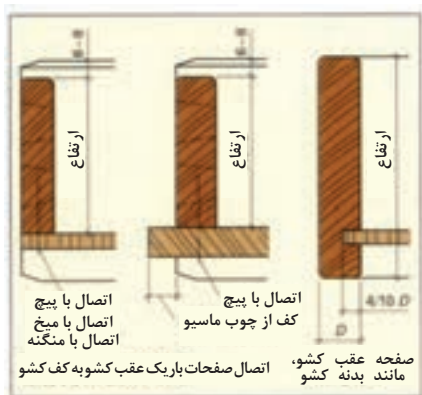 ارتفاع
ارتفاع
ارتفاع
4/10 D
D
اتصال با پیچ
کف از چوب ماسیو
اتصال با پیچ
اتصال با میخ
اتصال با منگنه
صفحه عقب کشو،
مانند بدنه کشو
اتصال صفحات باریک عقب کشو به کف کشو